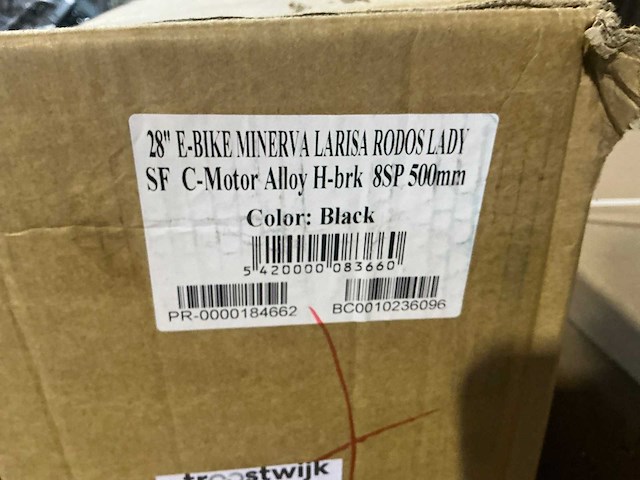 28" E-BIKE MINERVA LARISA RODOS LADY
SF C-Motor Alloy H-brk 8SP 500mm
Color: Black
5 420000 083660
PR-0000184662 BC0010236096
troostwijk